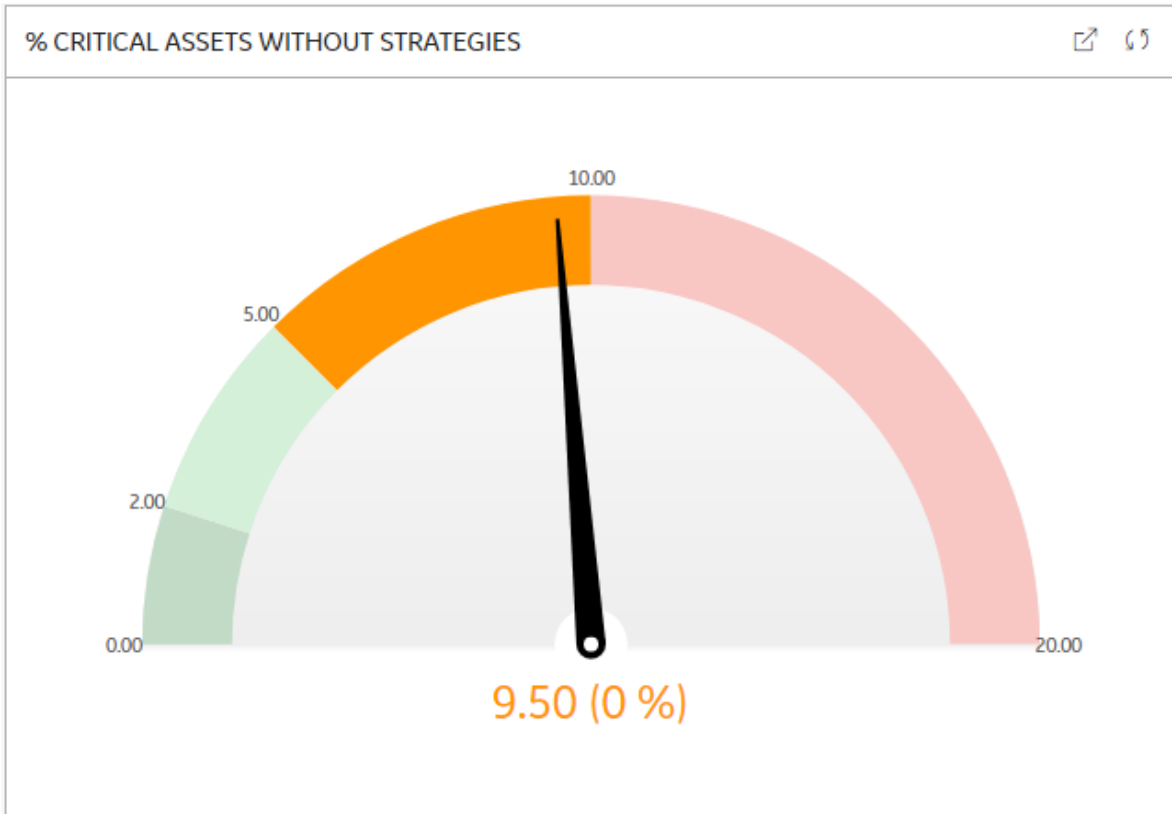 % CRITICAL ASSETS WITHOUT STRATEGIES
10.00
5.00
2.00
0.00
20.00
9.50 (0 %)